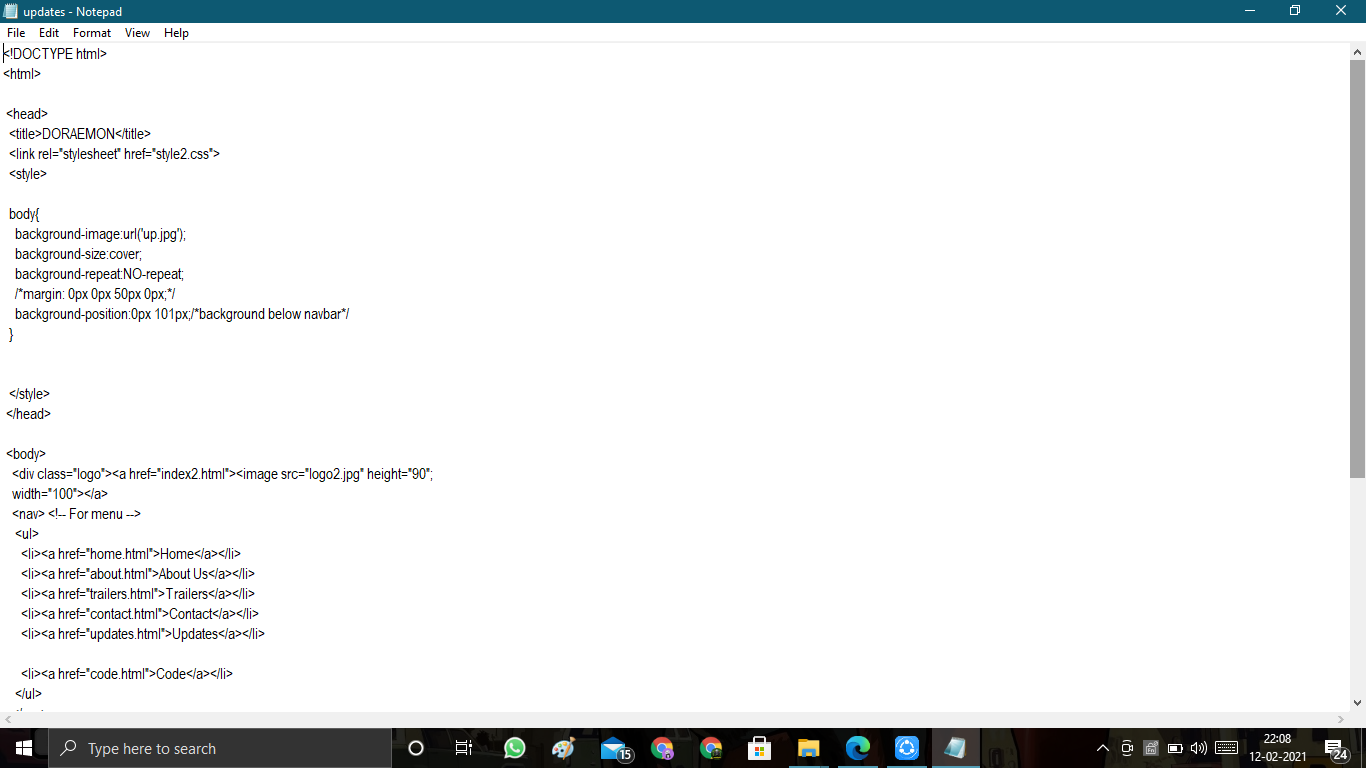 updates - Notepad
File Edit Format View Help
<!DOCTYPE html>
<html>
<head>
<title>DORAEMON</title>
<link rel="stylesheet" href="style2.css">
<style>
body{
background-image:url('up.jpg');
background-size:cover;
background-repeat:NO-repeat;
/*margin: 0px 0px 50px 0px;*/
background-position:0px 101px;/*background below navbar*/
}
</style>
</head>
<body>
<div class="logo"><a href="index2.html"><image src="logo2.jpg" height="90";
width="100"></a>
<nav> <!-- For menu -->
<ul>
<li><a href="home.html">Home</a></li>
<li><a href="about.html">About Us</a></li>
<li><a href="trailers.html">Trailers</a></li>
<li><a href="contact.html">Contact</a></li>
<li><a href="updates.html">Updates</a></li>
<li><a href="code.html">Code</a></li>
</ul>
Type here to search
15
22:08
12-02-2021
24